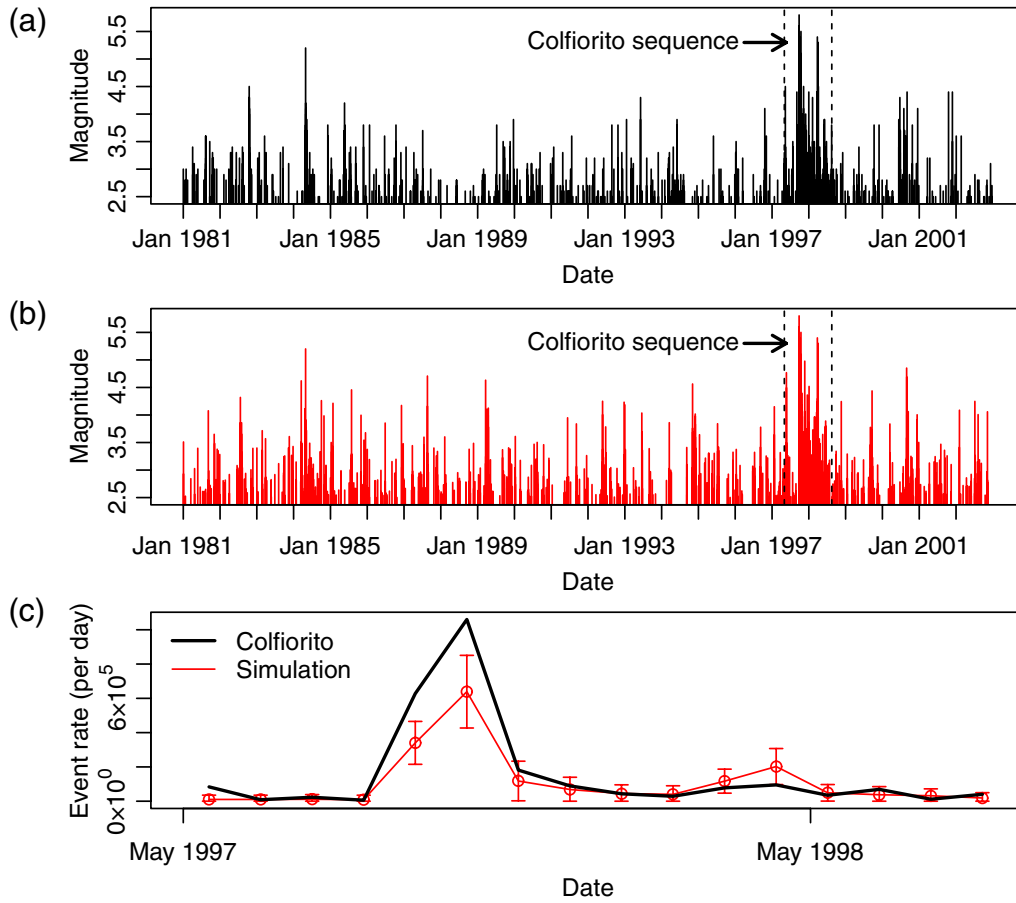 (a)
Magnitude
5.5
4.5
3.5
2.5
Colfiorito sequence
Jan 1981 Jan 1985 Jan 1989 Jan 1993 Jan 1997 Jan 2001
Date
(b)
Magnitude
5.5
4.5
3.5
2.5
Colfiorito sequence
Jan 1981 Jan 1985 Jan 1989 Jan 1993 Jan 1997 Jan 2001
Date
(c)
Event rate (per day)
6×10⁵
0×10⁰
Colfiorito
Simulation
May 1997 May 1998
Date